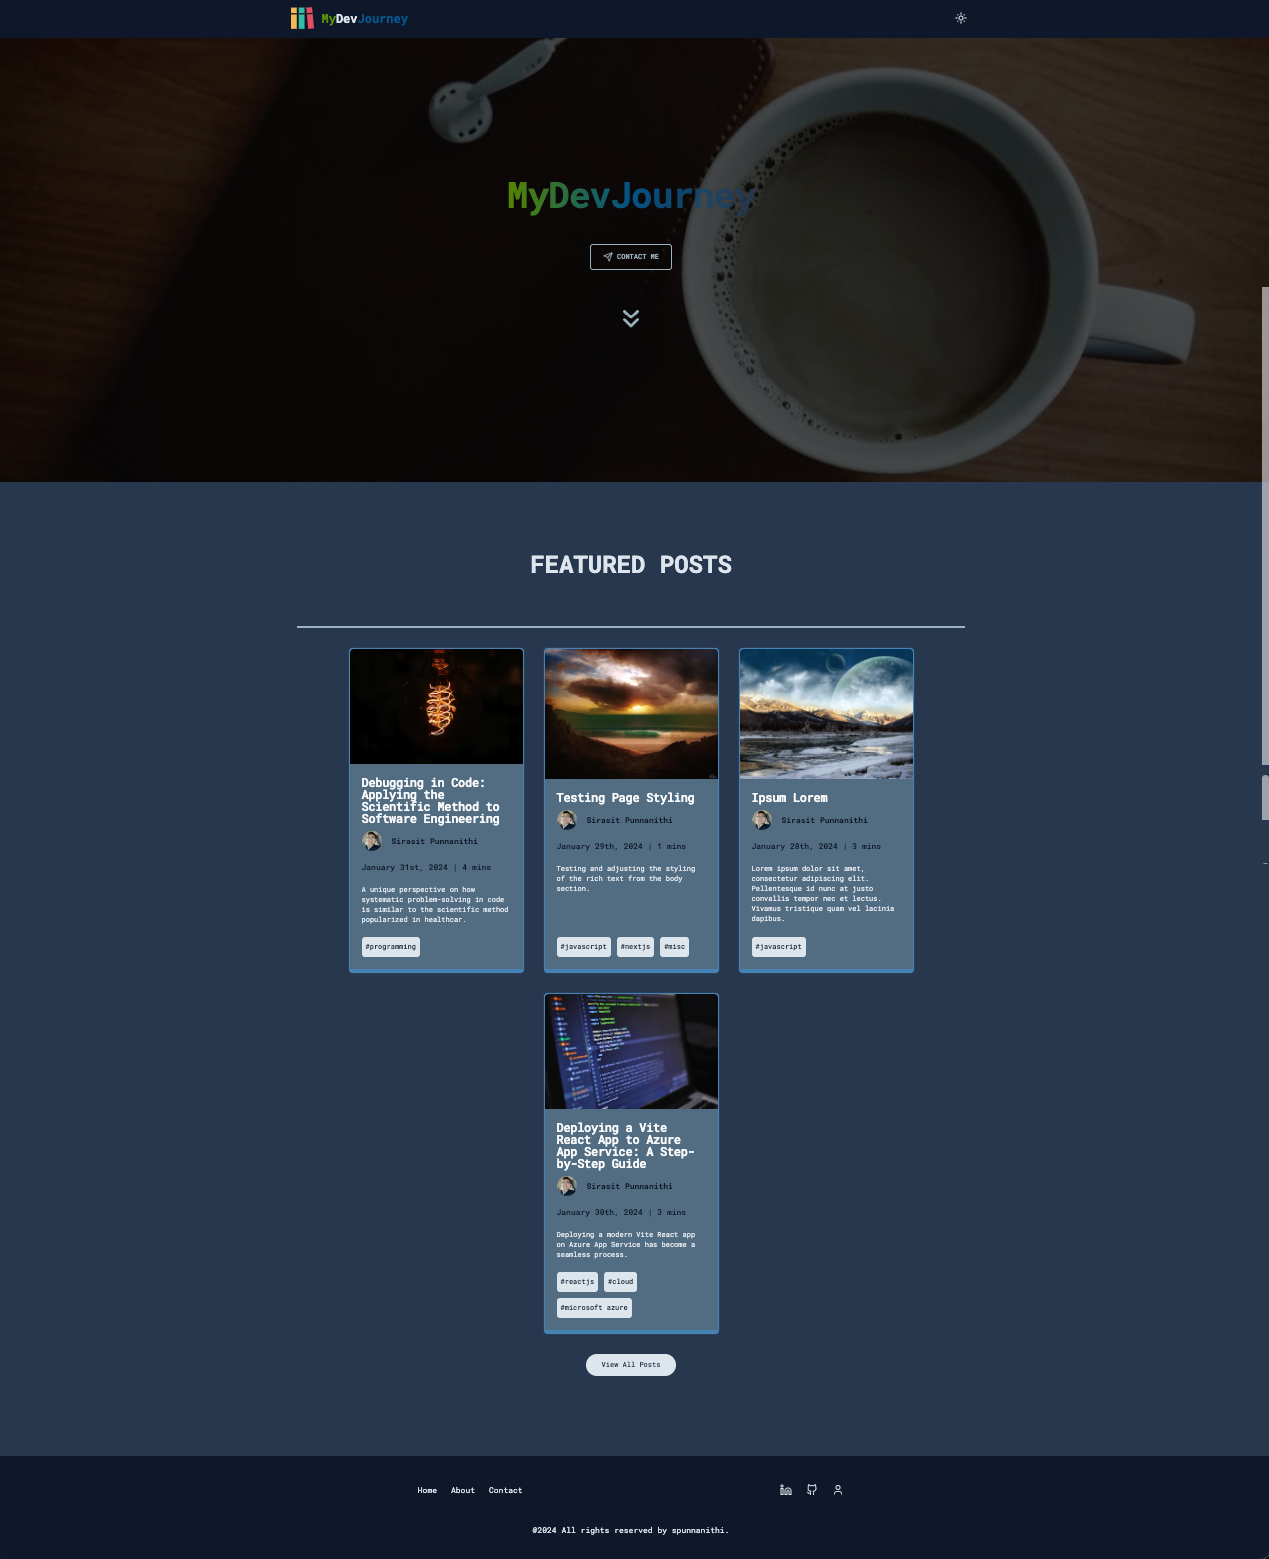 MyDevJourney
MyDevJourney
CONTACT ME
FEATURED POSTS
Debugging in Code:
Applying the
Scientific Method to
Software Engineering
Sirasit Punnanithi
January 31st, 2024 | 4 mins
A unique perspective on how
systematic problem-solving in code
is similar to the scientific method
popularized in healthcar.
#programming
Testing Page Styling
Sirasit Punnanithi
January 29th, 2024 | 1 mins
Testing and adjusting the styling
of the rich text from the body
section.
#javascript #nextjs #misc
Ipsum Lorem
Sirasit Punnanithi
January 28th, 2024 | 3 mins
Lorem ipsum dolor sit amet,
consectetur adipiscing elit.
Pellentesque id nunc at justo
convallis tempor nec et lectus.
Vivamus tristique quam vel lacinia
dapibus.
#javascript
Deploying a Vite
React App to Azure
App Service: A Step-
by-Step Guide
Sirasit Punnanithi
January 30th, 2024 | 3 mins
Deploying a modern Vite React app
on Azure App Service has become a
seamless process.
#reactjs #cloud
#microsoft azure
View All Posts
Home About Contact
©2024 All rights reserved by spunnanithi.